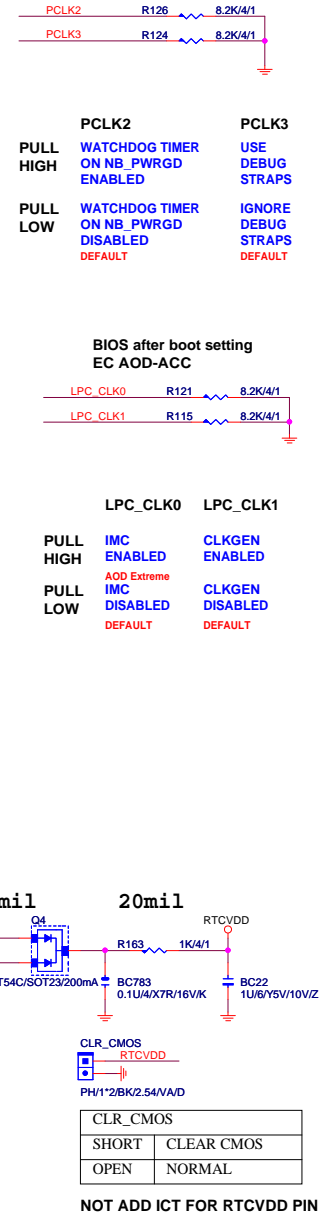 PCLK2 R126 8.2K/4/1
PCLK3 R124 8.2K/4/1
PCLK2 PCLK3
PULL HIGH
WATCHDOG TIMER
ON NB_PWRGD
ENABLED
USE
DEBUG
STRAPS
PULL LOW
WATCHDOG TIMER
ON NB_PWRGD
DISABLED
DEFAULT
IGNORE
DEBUG
STRAPS
DEFAULT
BIOS after boot setting
EC AOD-ACC
LPC_CLK0 R121 8.2K/4/1
LPC_CLK1 R115 8.2K/4/1
LPC_CLK0 LPC_CLK1
PULL HIGH
IMC
ENABLED
AOD Extreme
CLKGEN
ENABLED
PULL LOW
IMC
DISABLED
DEFAULT
CLKGEN
DISABLED
DEFAULT
mil 20mil
Q4
RTCVDD
R163 1K/4/1
T54C/SOT23/200mA
BC783
0.1U/4/X7R/16V/K
BC22
1U/6/Y5V/10V/Z
CLR_CMOS
RTCVDD
PH/1*2/BK/2.54/VA/D
CLR_CMOS
SHORT CLEAR CMOS
OPEN NORMAL
NOT ADD ICT FOR RTCVDD PIN